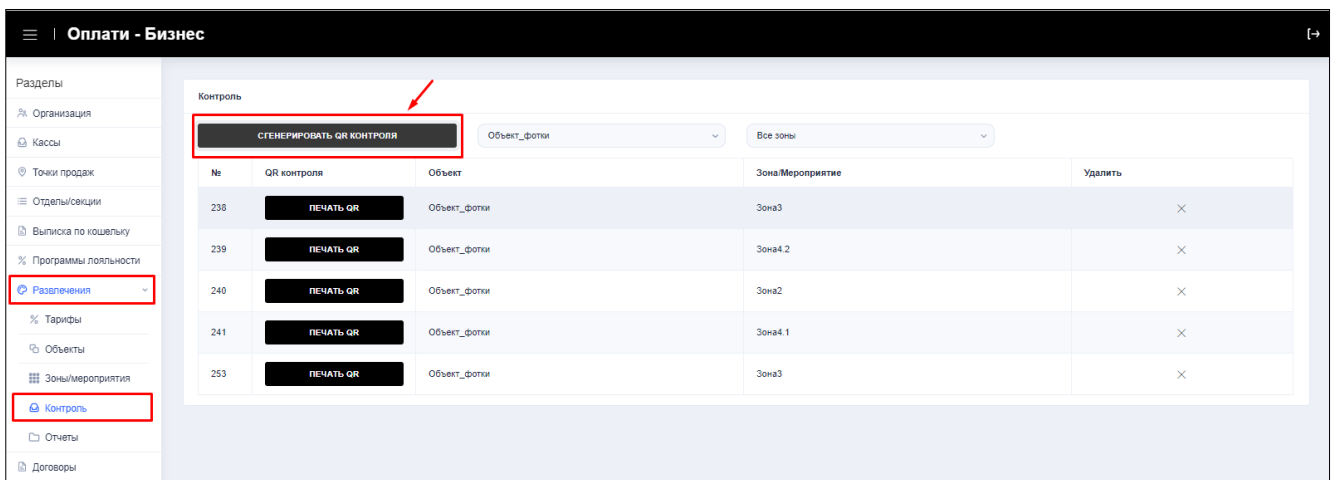 Оплати - Бизнес
Разделы
Организация
Кассы
Точки продаж
Отделы/секции
Выписка по кошельку
Программы лояльности
Развлечения
Тарифы
Объекты
Зоны/мероприятия
Контроль
Отчеты
Договоры
Контроль
СГЕНЕРИРОВАТЬ QR КОНТРОЛЯ Объект_фотки Все зоны
№ QR контроля Объект Зона/Мероприятие Удалить
238 ПЕЧАТЬ QR Объект_фотки Зона3
239 ПЕЧАТЬ QR Объект_фотки Зона4.2
240 ПЕЧАТЬ QR Объект_фотки Зона2
241 ПЕЧАТЬ QR Объект_фотки Зона4.1
253 ПЕЧАТЬ QR Объект_фотки Зона3